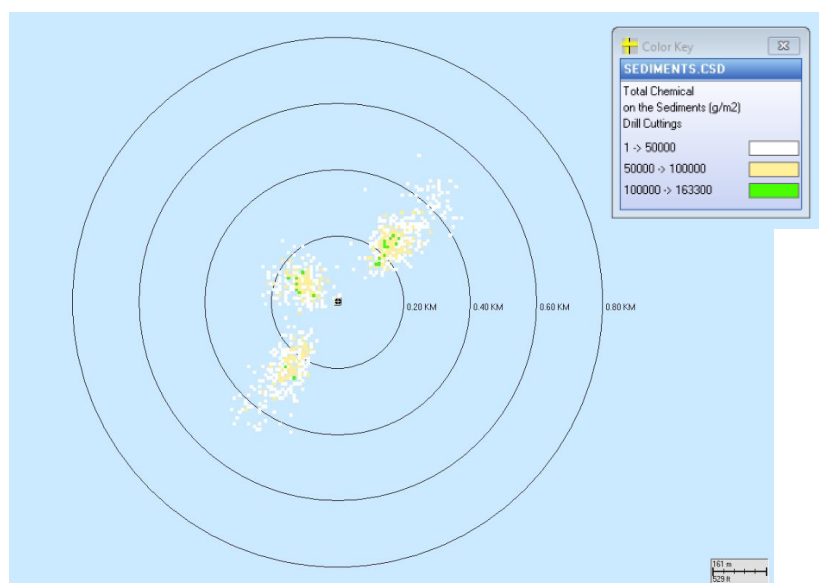 Color Key
SEDIMENTS.CSD
Total Chemical
on the Sediments (g/m2)
Drill Cuttings
1 -> 50000
50000 -> 100000
100000 -> 163300
0.20 KM
0.40 KM
0.60 KM
0.80 KM
161 m
529 ft